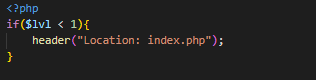 <?php
if($lvl < 1){
    header("Location: index.php");
}